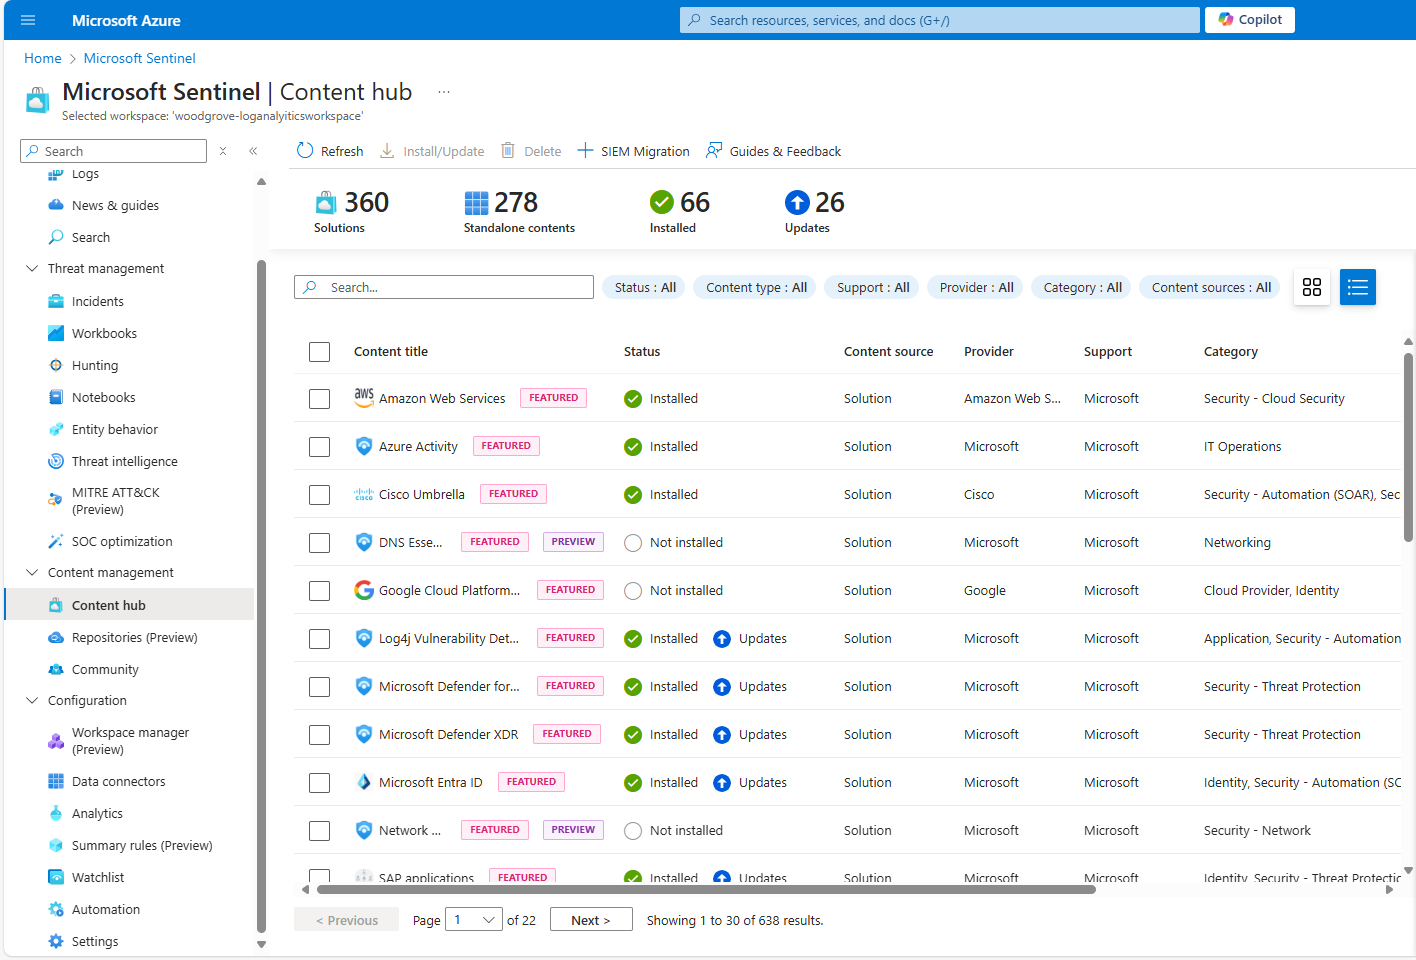 Microsoft Azure
Search resources, services, and docs (G+/)
Copilot
Home > Microsoft Sentinel
Microsoft Sentinel | Content hub ...
Selected workspace: 'woodgrove-loganalyiticsworkspace'
Search
Logs
News & guides
Search
Threat management
Incidents
Workbooks
Hunting
Notebooks
Entity behavior
Threat intelligence
MITRE ATT&CK
(Preview)
SOC optimization
Content management
Content hub
Repositories (Preview)
Community
Configuration
Workspace manager
(Preview)
Data connectors
Analytics
Summary rules (Preview)
Watchlist
Automation
Settings
Refresh Install/Update Delete SIEM Migration Guides & Feedback
360 278 66 26
Solutions Standalone contents Installed Updates
Search... Status : All Content type : All Support : All Provider : All Category : All Content sources : All
Content title Status Content source Provider Support Category
aws Amazon Web Services FEATURED Installed Solution Amazon Web S... Microsoft Security - Cloud Security
Azure Activity FEATURED Installed Solution Microsoft Microsoft IT Operations
CISCO Cisco Umbrella FEATURED Installed Solution Cisco Microsoft Security - Automation (SOAR), Sec
DNS Esse... FEATURED PREVIEW Not installed Solution Microsoft Microsoft Networking
Google Cloud Platform... FEATURED Not installed Solution Google Microsoft Cloud Provider, Identity
Log4j Vulnerability Det... FEATURED Installed Updates Solution Microsoft Microsoft Application, Security - Automation
Microsoft Defender for... FEATURED Installed Updates Solution Microsoft Microsoft Security - Threat Protection
Microsoft Defender XDR FEATURED Installed Updates Solution Microsoft Microsoft Security - Threat Protection
Microsoft Entra ID FEATURED Installed Updates Solution Microsoft Microsoft Identity, Security - Automation (SC
Network ... FEATURED PREVIEW Not installed Solution Microsoft Microsoft Security - Network
SAP applications FEATURED Installed Updates Solution Microsoft Microsoft Identity, Security - Threat Protectic
< Previous Page 1 of 22 Next > Showing 1 to 30 of 638 results.